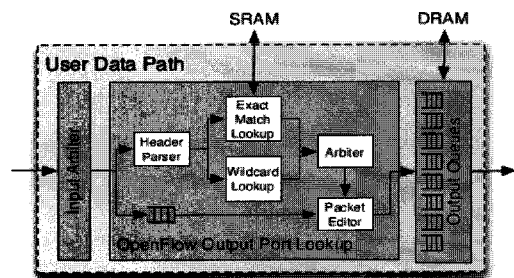 SRAM
DRAM
User Data Path
Input Arbiter
Header
Parser
Exact
Match
Lookup
Wildcard
Lookup
Arbiter
Packet
Editor
OpenFlow Output Port Lookup
Output Queues